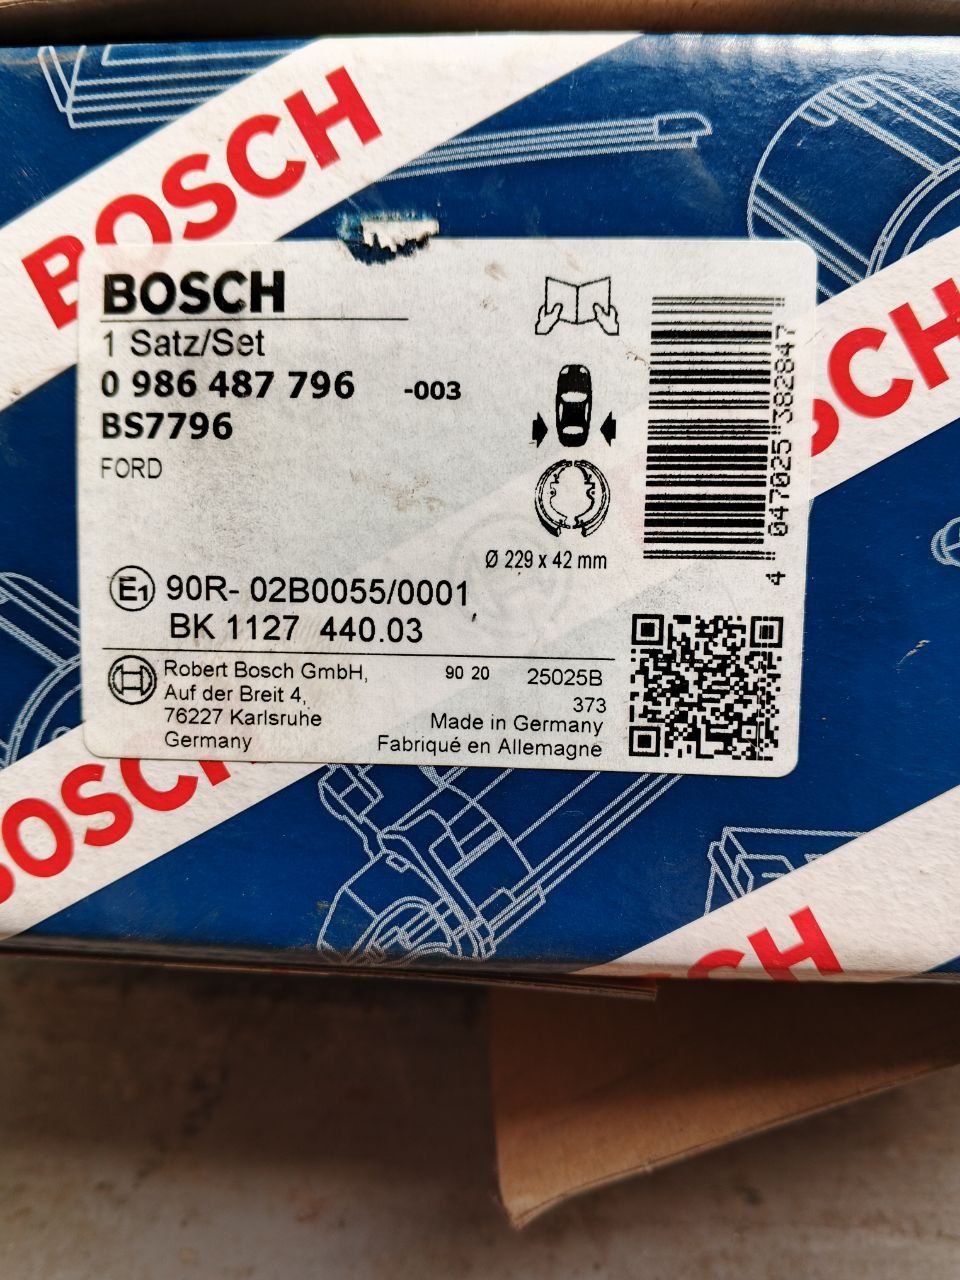 BOSCH
BOSCH
1 Satz/Set
0 986 487 796 -003
BS7796
FORD
Ø 229 x 42 mm
4 047025 382847
E1 90R- 02B0055/0001
BK 1127 440.03
Robert Bosch GmbH, 90 20 25025B
Auf der Breit 4, 373
76227 Karlsruhe Made in Germany
Germany Fabriqué en Allemagne
BOSCH
BOSCH
BOSCH